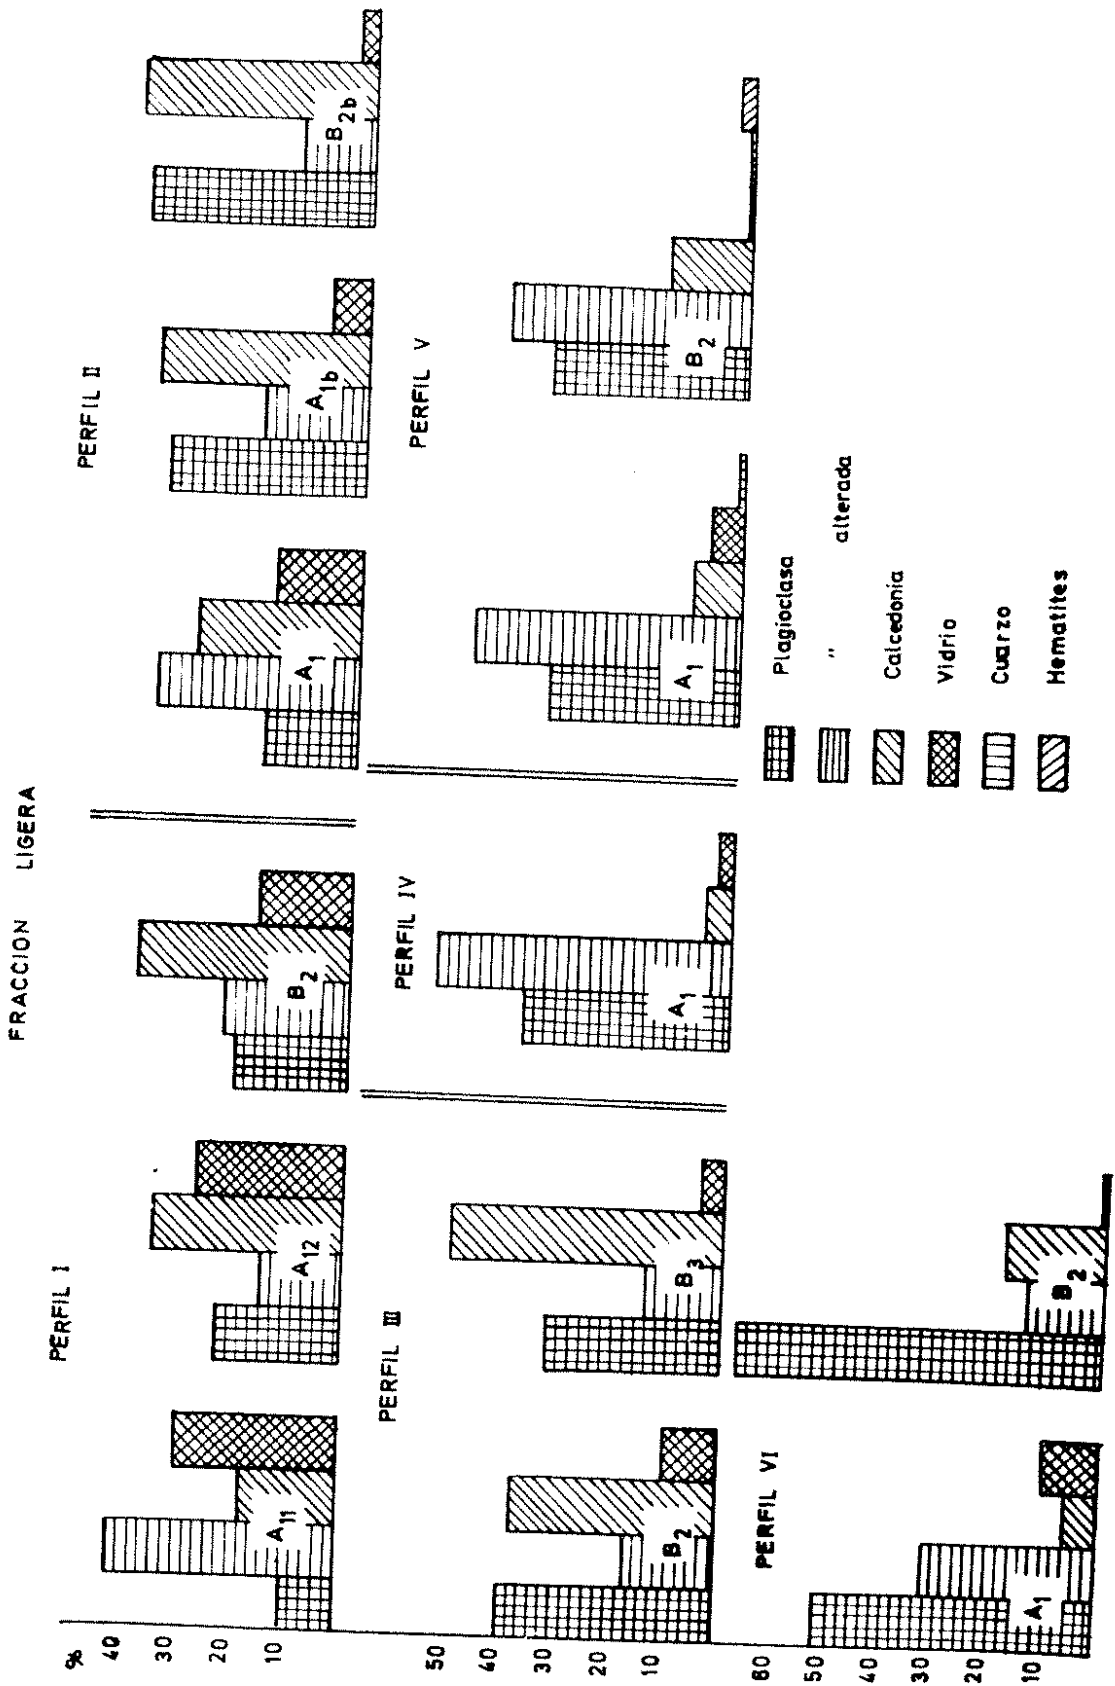 FRACCION LIGERA
PERFIL I
PERFIL II
%
40
30
20
10
A11
A12
B2
A1
A1b
B2b
PERFIL III
PERFIL IV
PERFIL V
50
40
30
20
10
B2
B3
A1
A1
B2
PERFIL VI
60
50
40
30
20
10
A1
B2
Plagioclasa
" alterada
Calcedonia
Vidrio
Cuarzo
Hematites